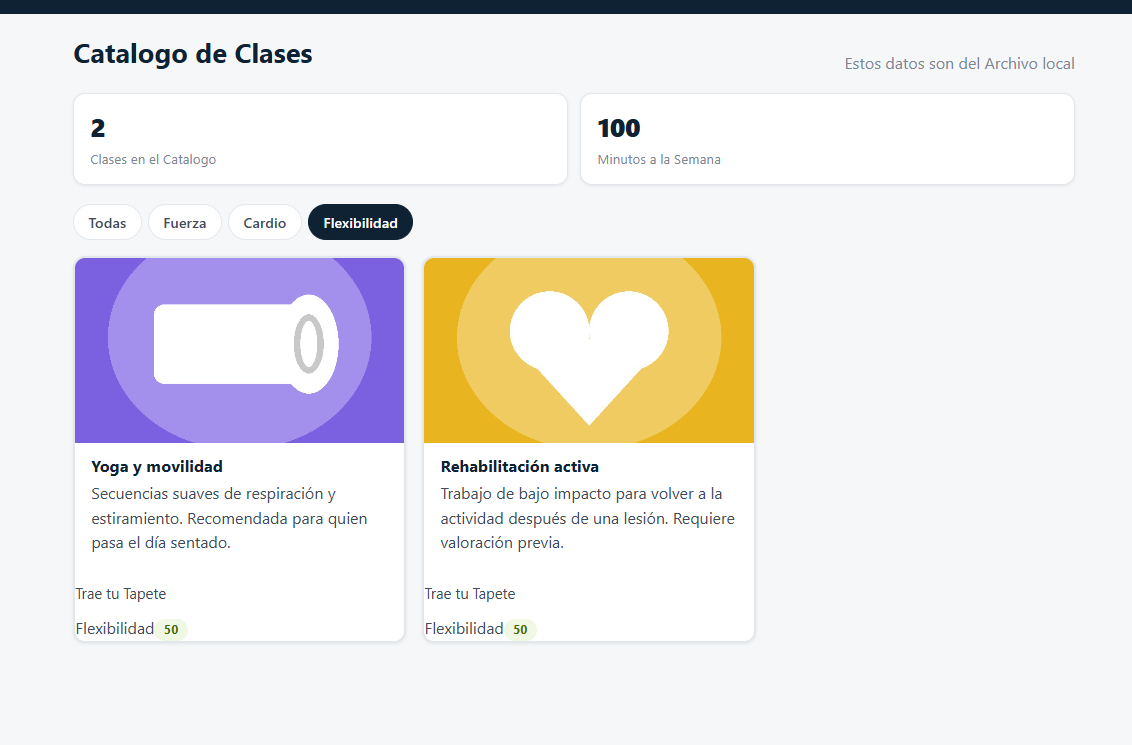 Catalogo de Clases
Estos datos son del Archivo local
2
Clases en el Catalogo
100
Minutos a la Semana
Todas
Fuerza
Cardio
Flexibilidad
Yoga y movilidad
Secuencias suaves de respiración y
estiramiento. Recomendada para quien
pasa el día sentado.
Trae tu Tapete
Flexibilidad 50
Rehabilitación activa
Trabajo de bajo impacto para volver a la
actividad después de una lesión. Requiere
valoración previa.
Trae tu Tapete
Flexibilidad 50